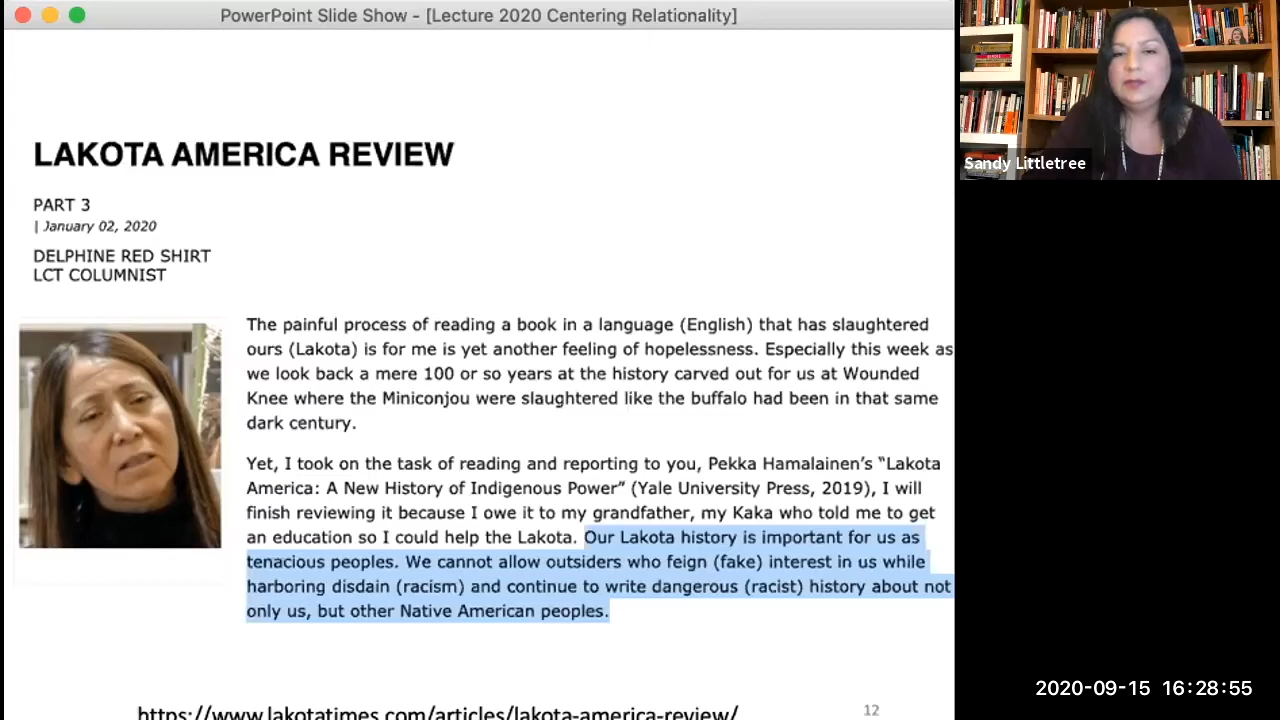 PowerPoint Slide Show - [Lecture 2020 Centering Relationality]
LAKOTA AMERICA REVIEW
PART 3
| January 02, 2020
DELPHINE RED SHIRT
LCT COLUMNIST
The painful process of reading a book in a language (English) that has slaughtered
ours (Lakota) is for me is yet another feeling of hopelessness. Especially this week as
we look back a mere 100 or so years at the history carved out for us at Wounded
Knee where the Miniconjou were slaughtered like the buffalo had been in that same
dark century.
Yet, I took on the task of reading and reporting to you, Pekka Hamalainen's "Lakota
America: A New History of Indigenous Power" (Yale University Press, 2019), I will
finish reviewing it because I owe it to my grandfather, my Kaka who told me to get
an education so I could help the Lakota. Our Lakota history is important for us as
tenacious peoples. We cannot allow outsiders who feign (fake) interest in us while
harboring disdain (racism) and continue to write dangerous (racist) history about not
only us, but other Native American peoples.
https://www.lakotatimes.com/articles/lakota-america-review/
12
Sandy Littletree
2020-09-15 16:28:55